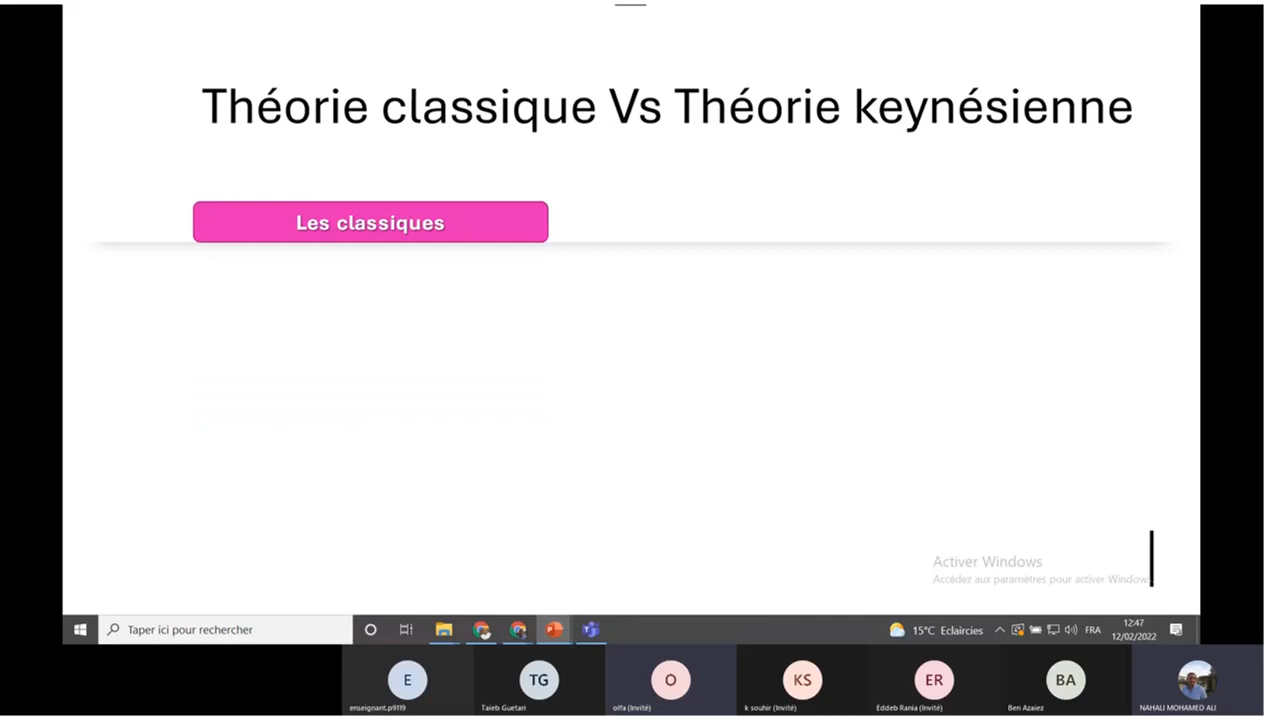 Théorie classique Vs Théorie keynésienne
Les classiques
Activer Windows
Accédez aux paramètres pour activer Windows
Taper ici pour rechercher
15°C Eclaircies
FRA
12:47
12/02/2022
E
TG
O
KS
ER
BA
enseignant.p9119
Taieb Guetari
olfa (Invité)
k souhir (Invité)
Eddeb Rania (Invité)
Ben Azaiez
NAHALI MOHAMED ALI